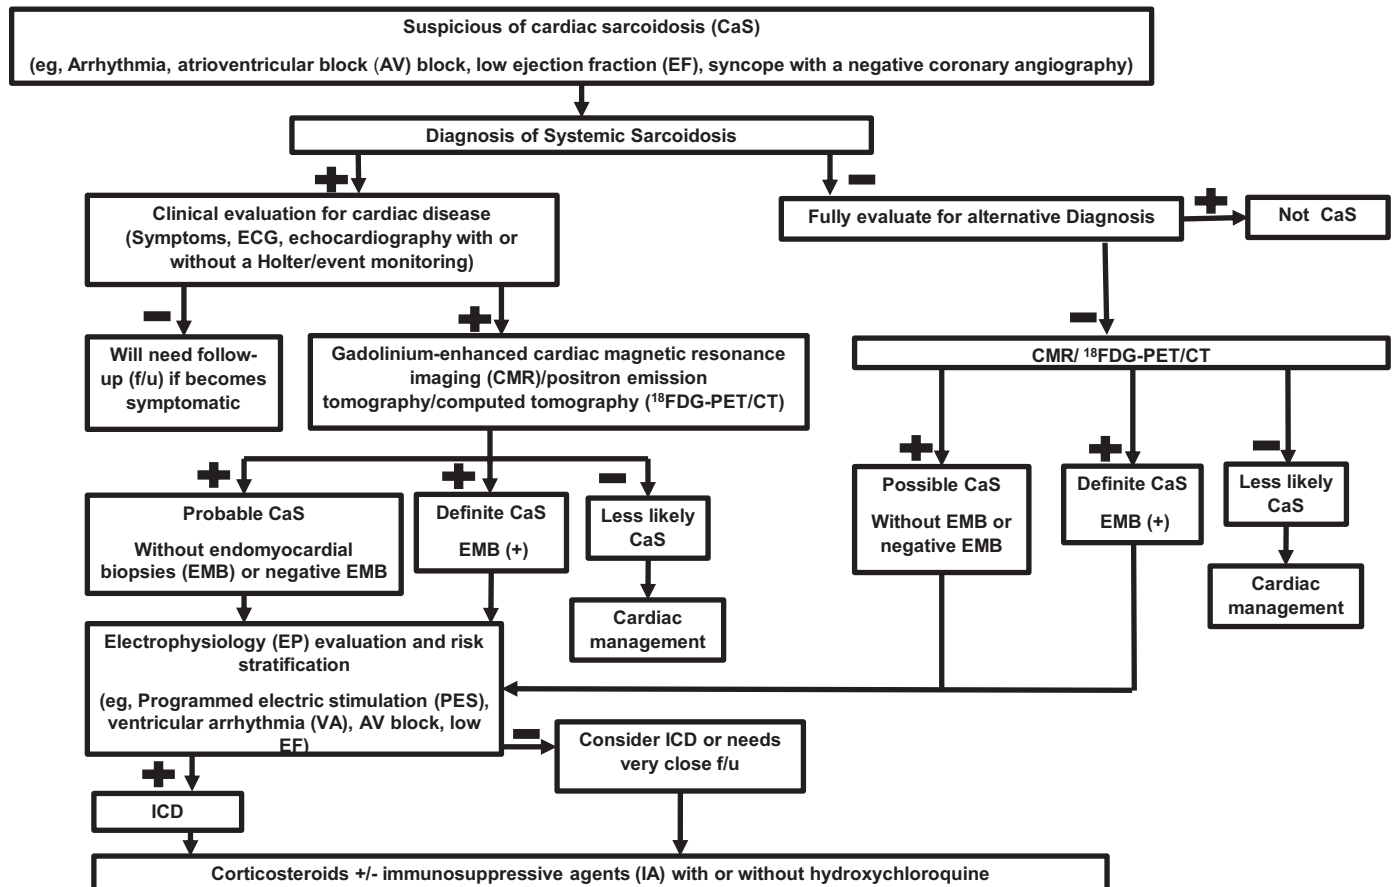 Suspicious of cardiac sarcoidosis (CaS)
(eg, Arrhythmia, atrioventricular block (AV) block, low ejection fraction (EF), syncope with a negative coronary angiography)
Diagnosis of Systemic Sarcoidosis
+
−
Clinical evaluation for cardiac disease
(Symptoms, ECG, echocardiography with or
without a Holter/event monitoring)
Fully evaluate for alternative Diagnosis
+
Not CaS
−
+
−
Will need follow-
up (f/u) if becomes
symptomatic
Gadolinium-enhanced cardiac magnetic resonance
imaging (CMR)/positron emission
tomography/computed tomography (¹⁸FDG-PET/CT)
CMR/ ¹⁸FDG-PET/CT
+
+
−
+
+
−
Probable CaS
Without endomyocardial
biopsies (EMB) or negative EMB
Definite CaS
EMB (+)
Less likely
CaS
Cardiac
management
Possible CaS
Without EMB or
negative EMB
Definite CaS
EMB (+)
Less likely
CaS
Cardiac
management
Electrophysiology (EP) evaluation and risk
stratification
(eg, Programmed electric stimulation (PES),
ventricular arrhythmia (VA), AV block, low
EF)
−
Consider ICD or needs
very close f/u
+
ICD
Corticosteroids +/- immunosuppressive agents (IA) with or without hydroxychloroquine